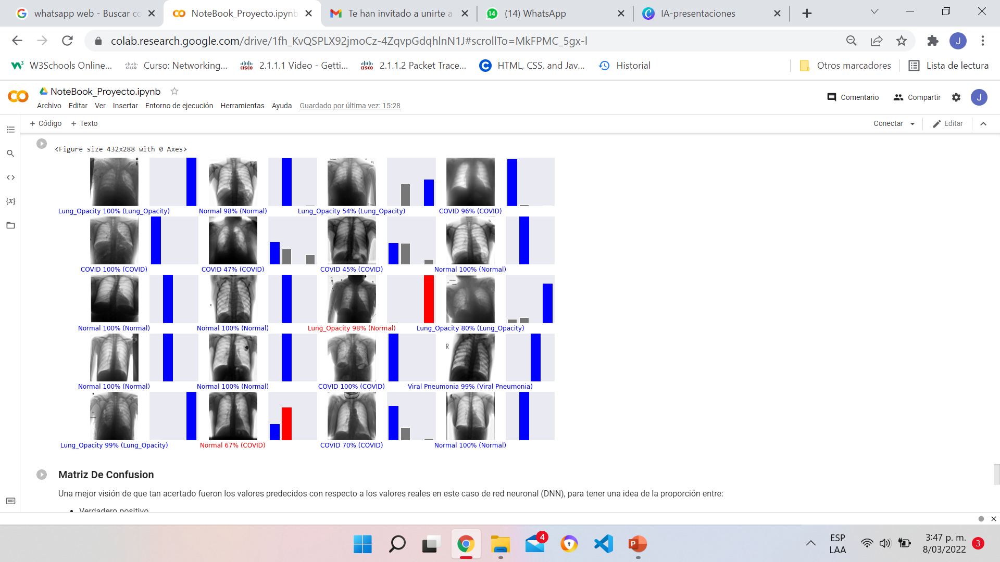 whatsapp web - Buscar co
NoteBook_Proyecto.ipynb
Te han invitado a unirte a
(14) WhatsApp
IA-presentaciones
colab.research.google.com/drive/1fh_KvQSPLX92jmoCz-4ZqvpGdqhlnN1J#scrollTo=MkFPMC_5gx-l
W3Schools Online...
Curso: Networking...
2.1.1.1 Video - Getti...
2.1.1.2 Packet Trace...
HTML, CSS, and Jav...
Historial
Otros marcadores
Lista de lectura
NoteBook_Proyecto.ipynb
Comentario
Compartir
J
Archivo Editar Ver Insertar Entorno de ejecución Herramientas Ayuda Guardado por última vez: 15:28
+ Código + Texto
Conectar
Editar
<Figure size 432x288 with 0 Axes>
Lung_Opacity 100% (Lung_Opacity) Normal 98% (Normal) Lung_Opacity 54% (Lung_Opacity) COVID 96% (COVID)
COVID 100% (COVID) COVID 47% (COVID) COVID 45% (COVID) Normal 100% (Normal)
Normal 100% (Normal) Normal 100% (Normal) Lung_Opacity 98% (Normal) Lung_Opacity 80% (Lung_Opacity)
Normal 100% (Normal) Normal 100% (Normal) COVID 100% (COVID) Viral Pneumonia 99% (Viral Pneumonia)
Lung_Opacity 99% (Lung_Opacity) Normal 67% (COVID) COVID 70% (COVID) Normal 100% (Normal)
Matriz De Confusion
Una mejor visión de que tan acertado fueron los valores predecidos con respecto a los valores reales en este caso de red neuronal (DNN), para tener una idea de la proporción entre:
• Verdadero positivo
ESP
LAA
3:47 p. m.
8/03/2022
3
4